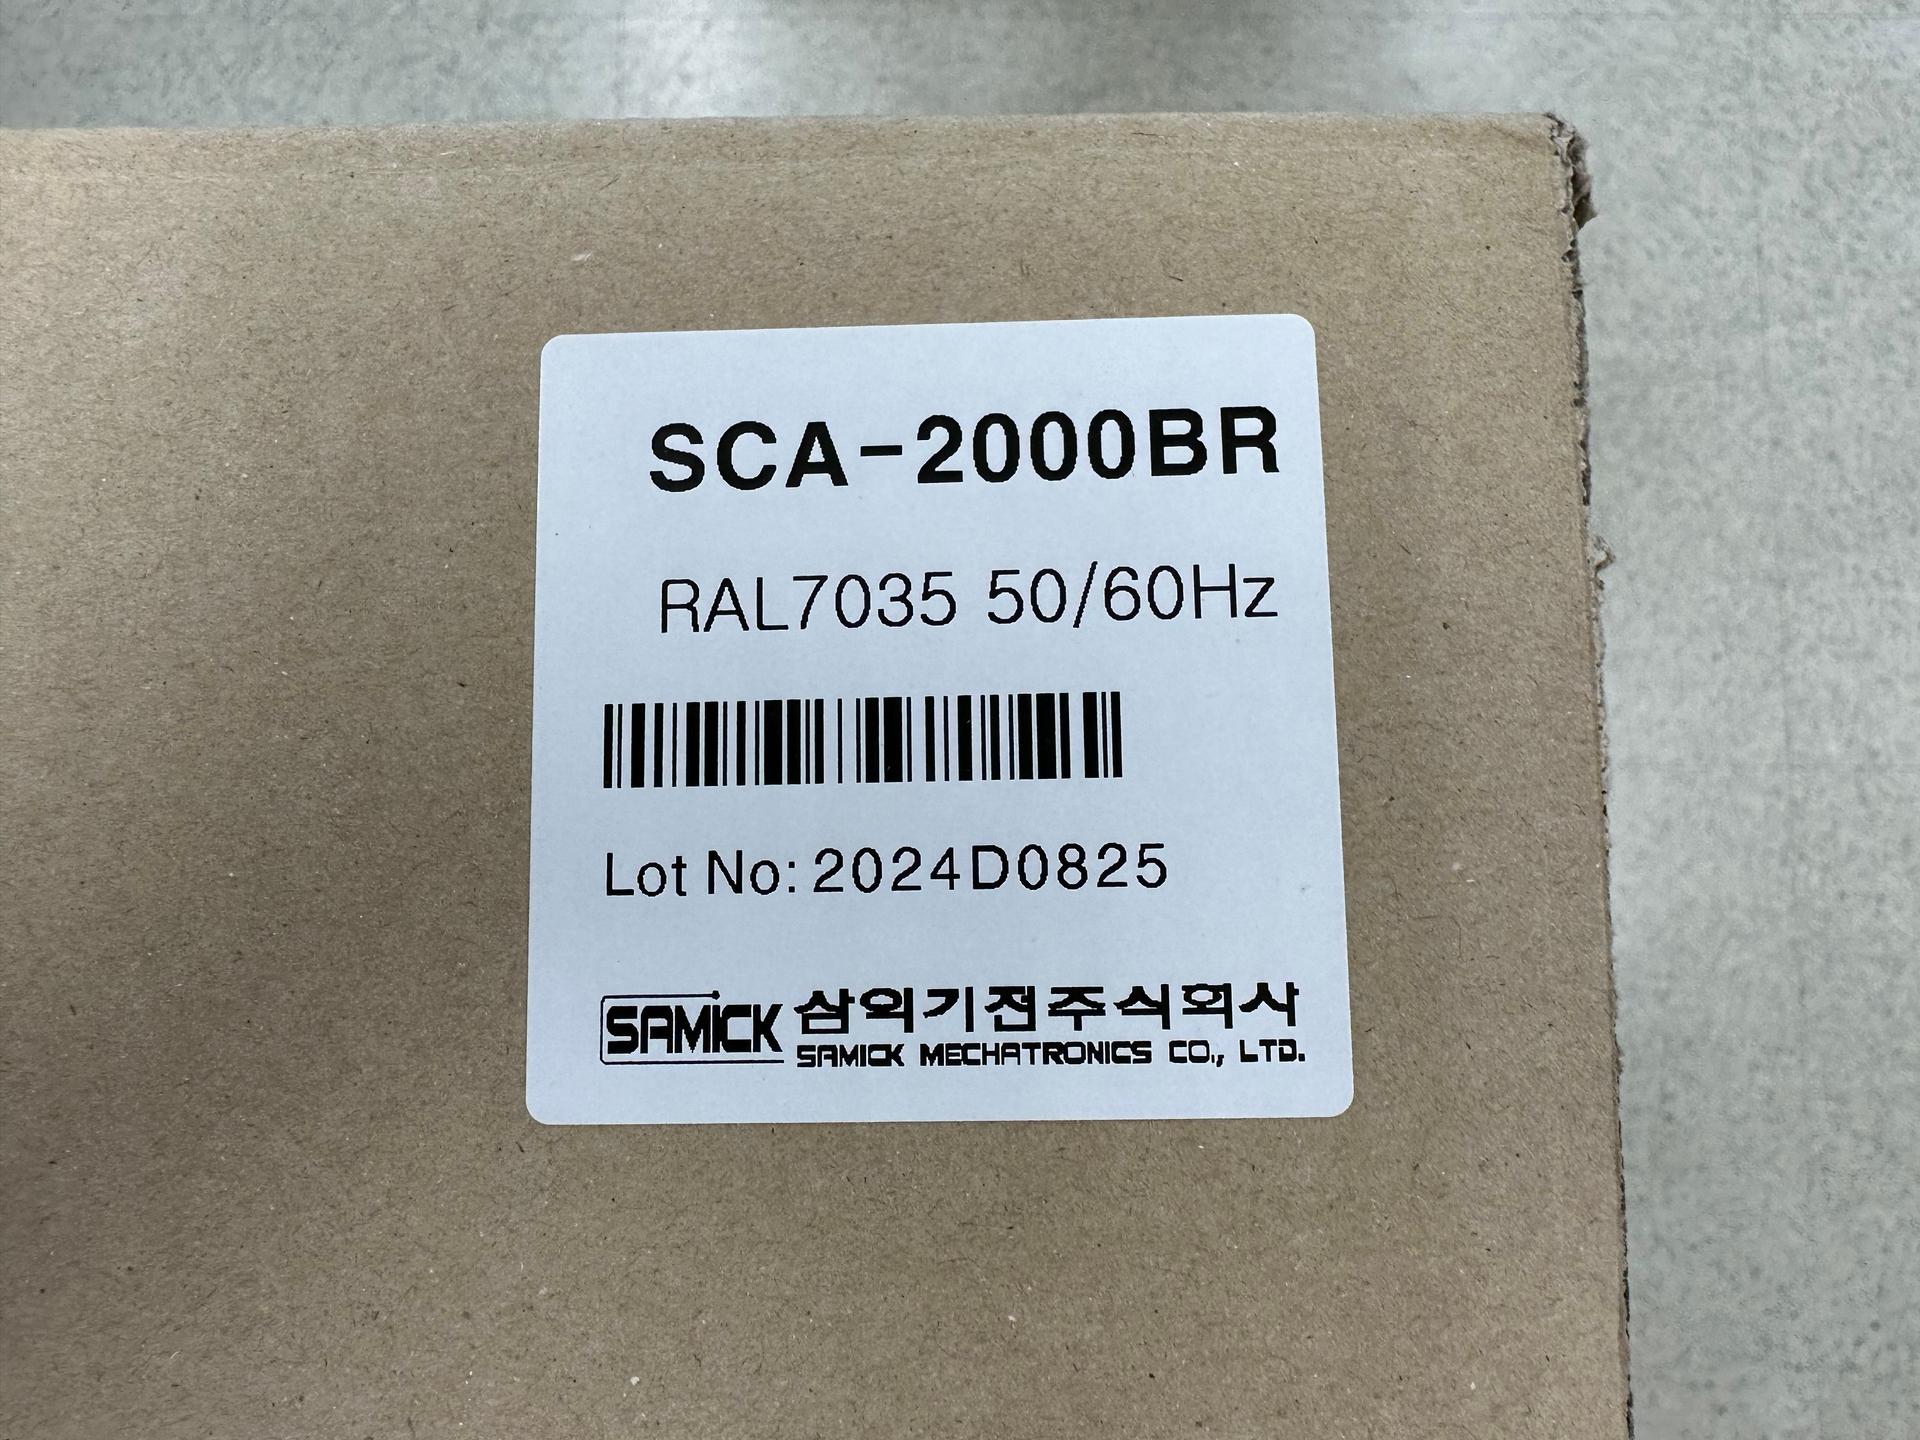 SCA-2000BR
RAL7035 50/60Hz
Lot No: 2024D0825
SAMICK 삼익기전주식회사
SAMICK MECHATRONICS CO., LTD.